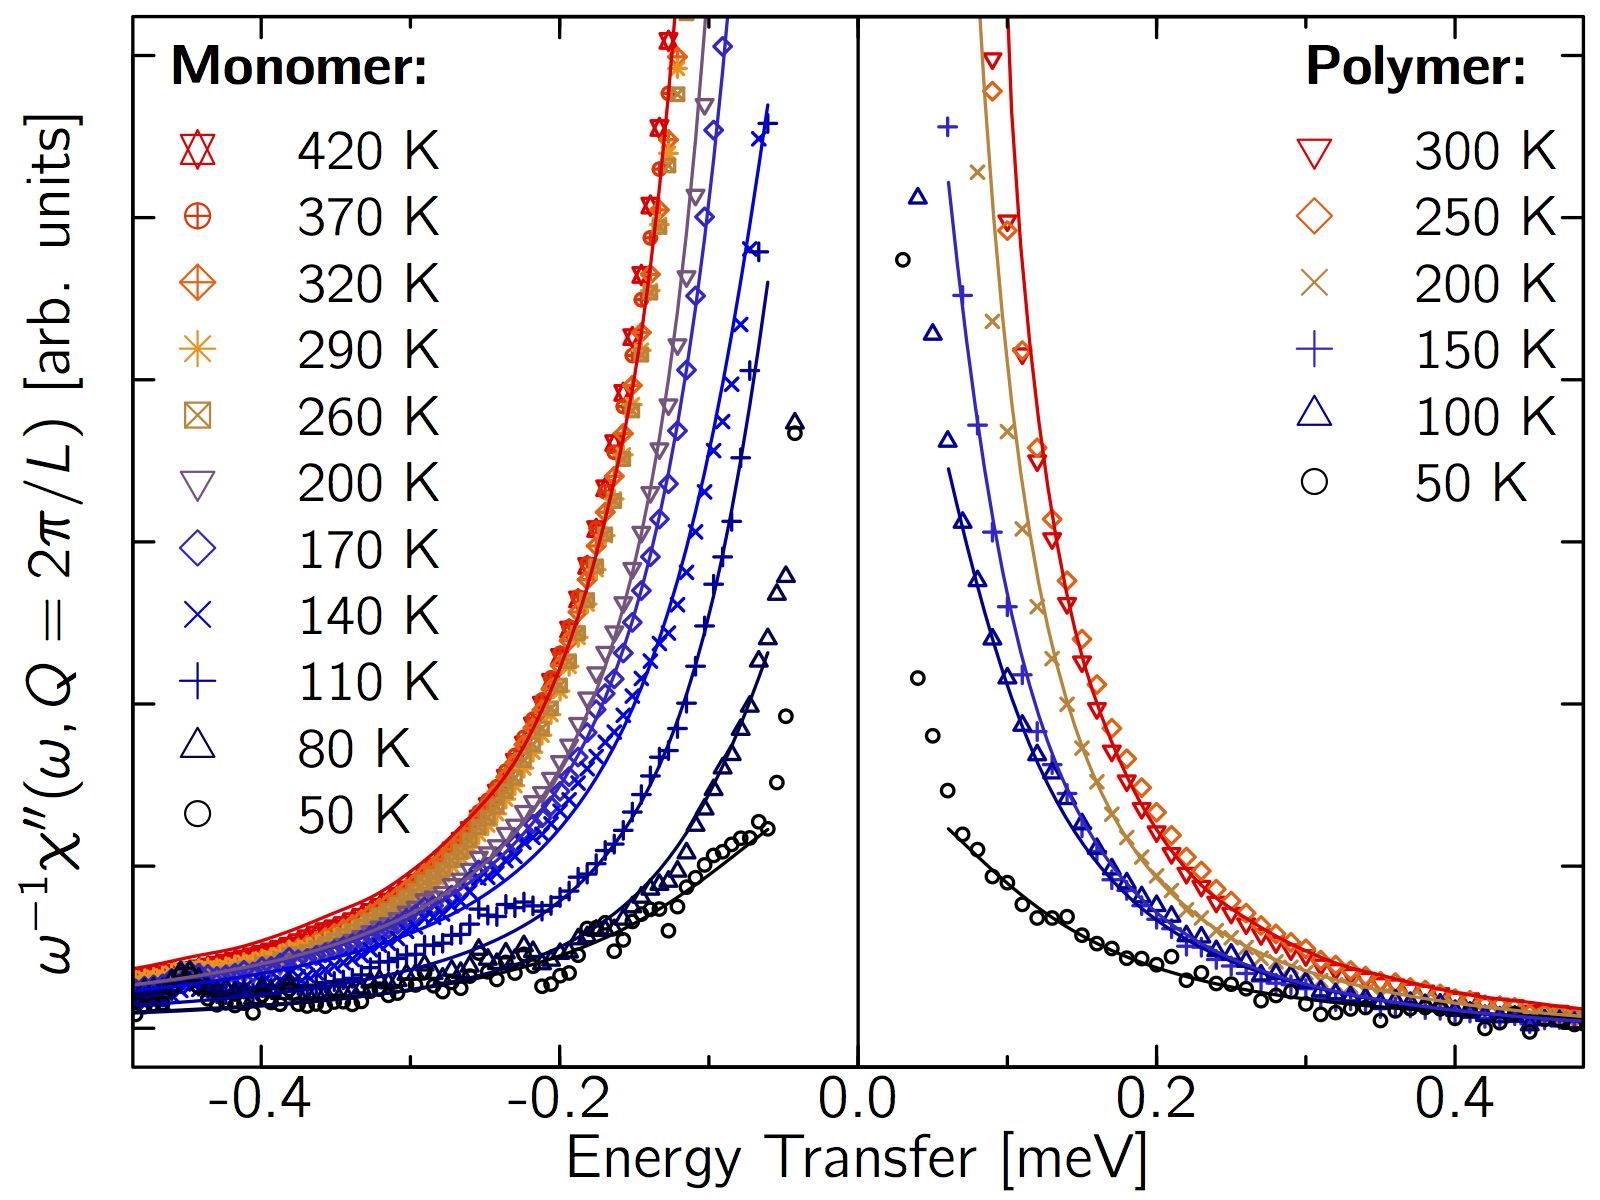 ω⁻¹χ″(ω, Q = 2π/L) [arb. units]
Monomer:
420 K
370 K
320 K
290 K
260 K
200 K
170 K
140 K
110 K
80 K
50 K
Polymer:
300 K
250 K
200 K
150 K
100 K
50 K
-0.4 -0.2 0.0 0.2 0.4
Energy Transfer [meV]